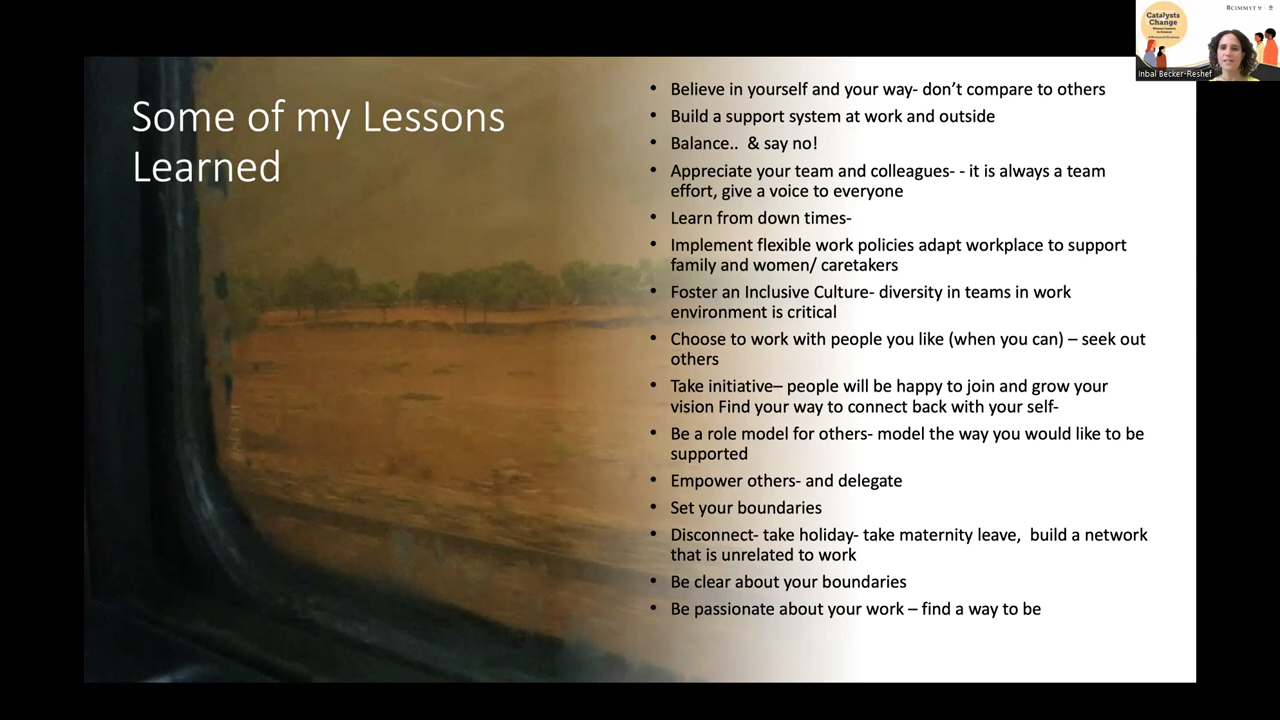 Some of my Lessons
Learned
• Believe in yourself and your way- don’t compare to others
• Build a support system at work and outside
• Balance..  & say no!
• Appreciate your team and colleagues- - it is always a team
effort, give a voice to everyone
• Learn from down times-
• Implement flexible work policies adapt workplace to support
family and women/ caretakers
• Foster an Inclusive Culture- diversity in teams in work
environment is critical
• Choose to work with people you like (when you can) – seek out
others
• Take initiative– people will be happy to join and grow your
vision Find your way to connect back with your self-
• Be a role model for others- model the way you would like to be
supported
• Empower others- and delegate
• Set your boundaries
• Disconnect- take holiday- take maternity leave,  build a network
that is unrelated to work
• Be clear about your boundaries
• Be passionate about your work – find a way to be
Catalysts
Change
CIMMYT
Inbal Becker-Reshef